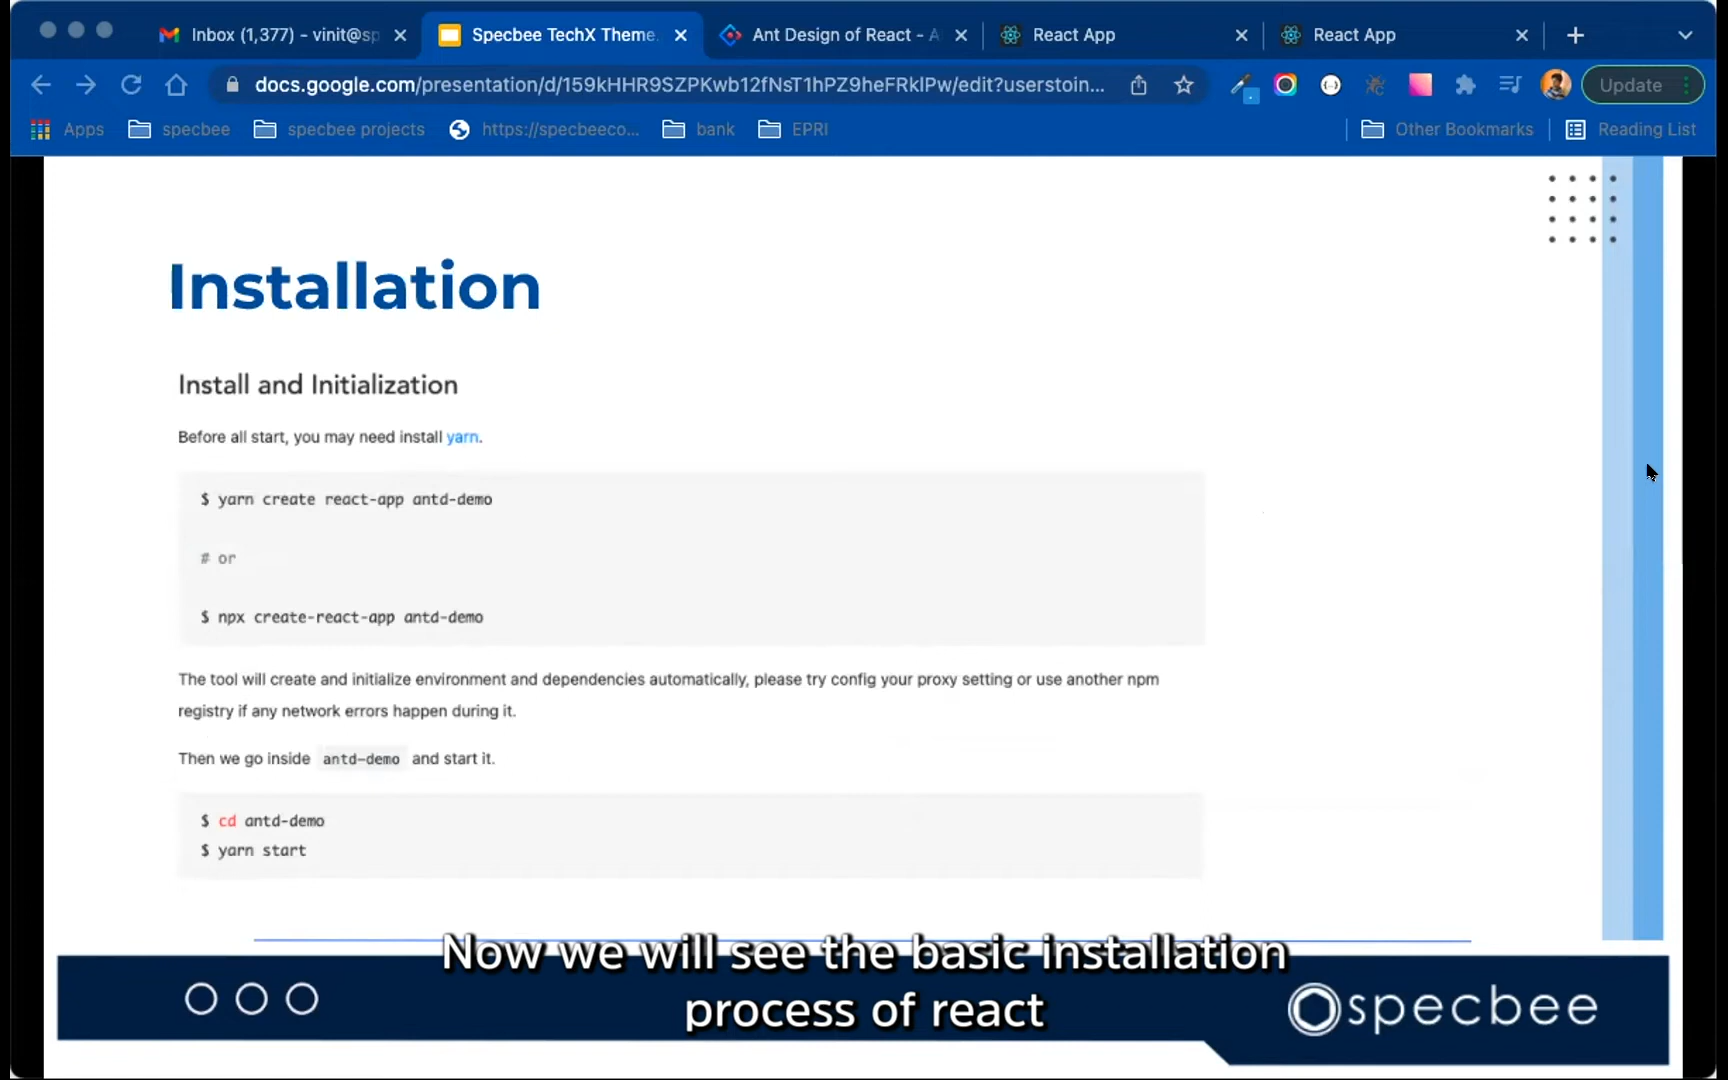 Inbox (1,377) - vinit@sp
Specbee TechX Theme.
Ant Design of React - A
React App
React App
docs.google.com/presentation/d/159kHHR9SZPKwb12fNsT1hPZ9heFRkIPw/edit?userstoin...
Update
Apps
specbee
specbee projects
https://specbeeco...
bank
EPRI
Other Bookmarks
Reading List
Installation
Install and Initialization
Before all start, you may need install yarn.
$ yarn create react-app antd-demo
# or
$ npx create-react-app antd-demo
The tool will create and initialize environment and dependencies automatically, please try config your proxy setting or use another npm
registry if any network errors happen during it.
Then we go inside antd-demo and start it.
$ cd antd-demo
$ yarn start
Now we will see the basic installation
process of react
specbee